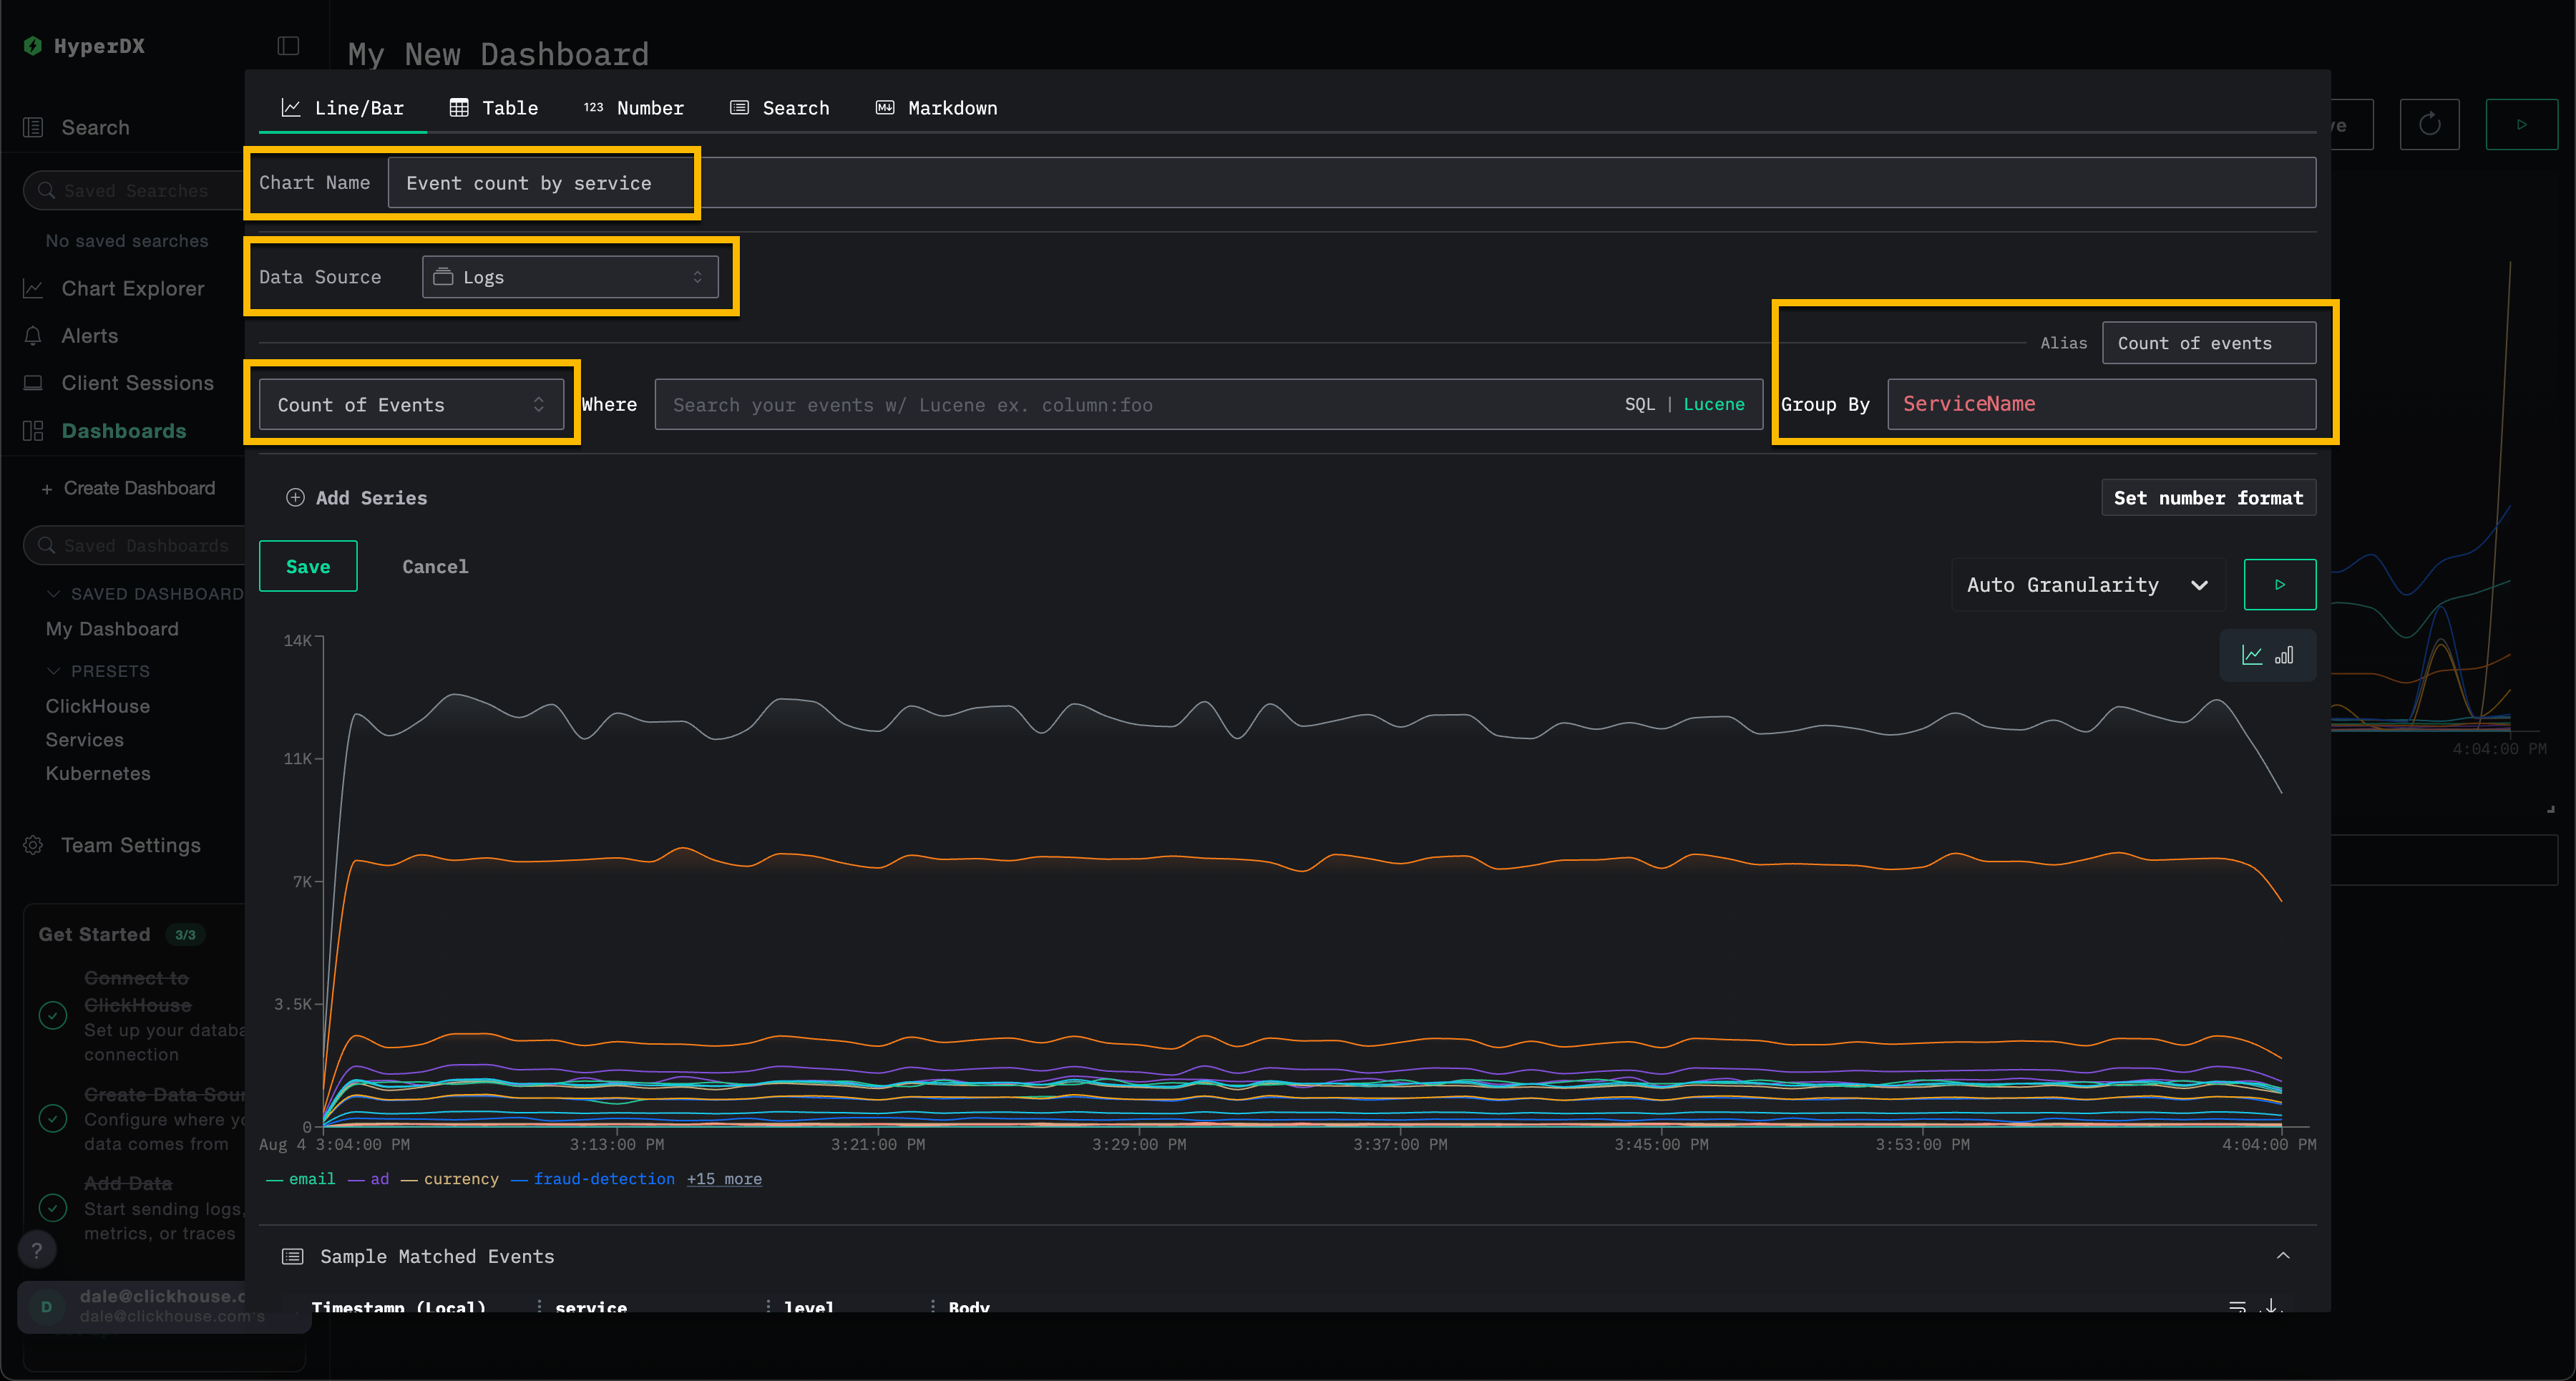 HyperDX
My New Dashboard
Line/Bar
Table
123 Number
Search
Markdown
Search
Saved Searches
No saved searches
Chart Explorer
Alerts
Client Sessions
Dashboards
+ Create Dashboard
Saved Dashboards
SAVED DASHBOARD
My Dashboard
PRESETS
ClickHouse
Services
Kubernetes
Team Settings
Get Started 3/3
Connect to
ClickHouse
Set up your databa
connection
Create Data Sour
Configure where yo
data comes from
Add Data
Start sending logs,
metrics, or traces
?
D
dale@clickhouse.c
dale@clickhouse.com's
Chart Name Event count by service
Data Source Logs
Alias Count of events
Count of Events Where Search your events w/ Lucene ex. column:foo SQL | Lucene Group By ServiceName
Add Series
Set number format
Save
Cancel
Auto Granularity
14K
11K
7K
3.5K
0
Aug 4 3:04:00 PM 3:13:00 PM 3:21:00 PM 3:29:00 PM 3:37:00 PM 3:45:00 PM 3:53:00 PM 4:04:00 PM
email ad currency fraud-detection +15 more
Sample Matched Events
Timestamp (Local) service level Body
ve
4:04:00 PM